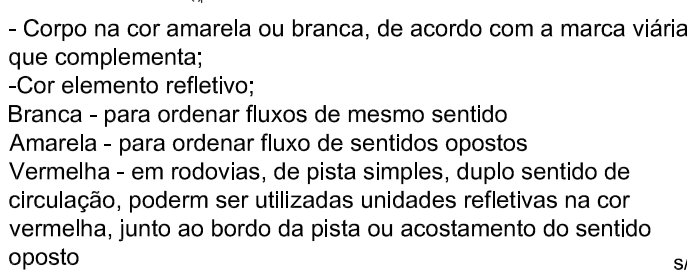 - Corpo na cor amarela ou branca, de acordo com a marca viária
que complementa;
-Cor elemento refletivo;
Branca - para ordenar fluxos de mesmo sentido
Amarela - para ordenar fluxo de sentidos opostos
Vermelha - em rodovias, de pista simples, duplo sentido de
circulação, poderm ser utilizadas unidades refletivas na cor
vermelha, junto ao bordo da pista ou acostamento do sentido
oposto
s/